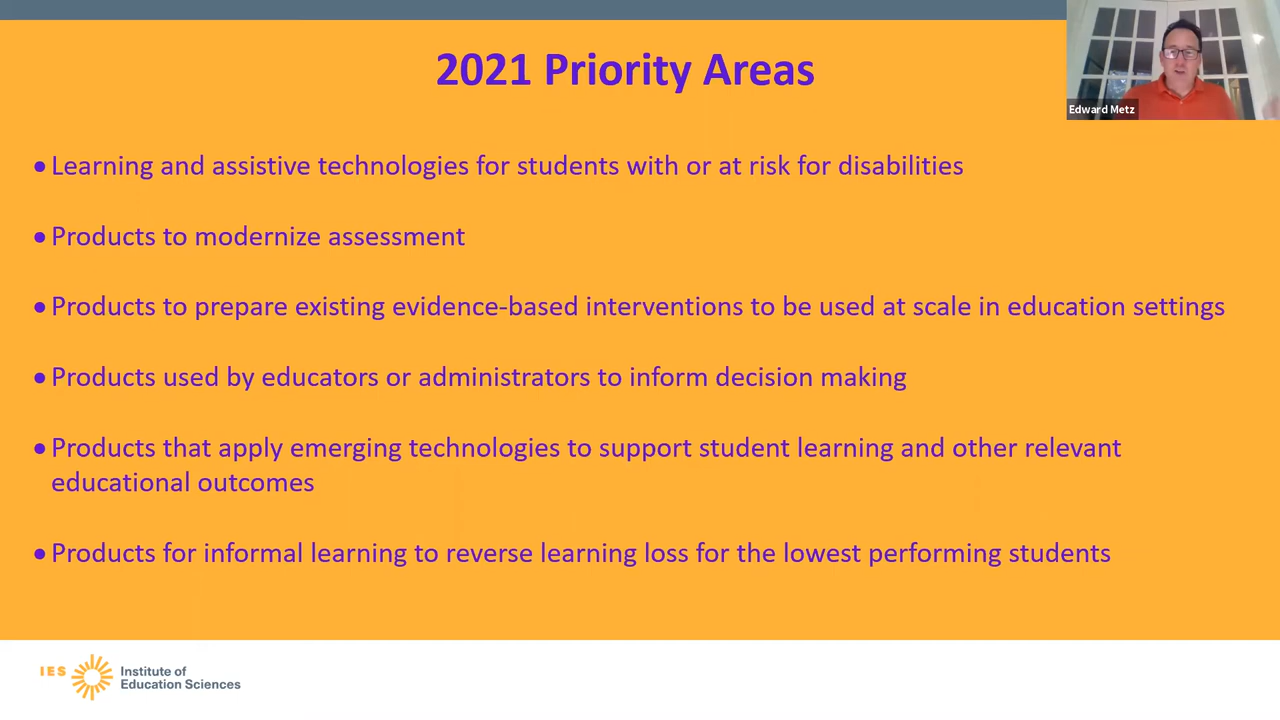 2021 Priority Areas
Edward Metz
• Learning and assistive technologies for students with or at risk for disabilities
• Products to modernize assessment
• Products to prepare existing evidence-based interventions to be used at scale in education settings
• Products used by educators or administrators to inform decision making
• Products that apply emerging technologies to support student learning and other relevant
educational outcomes
• Products for informal learning to reverse learning loss for the lowest performing students
IES
Institute of
Education Sciences